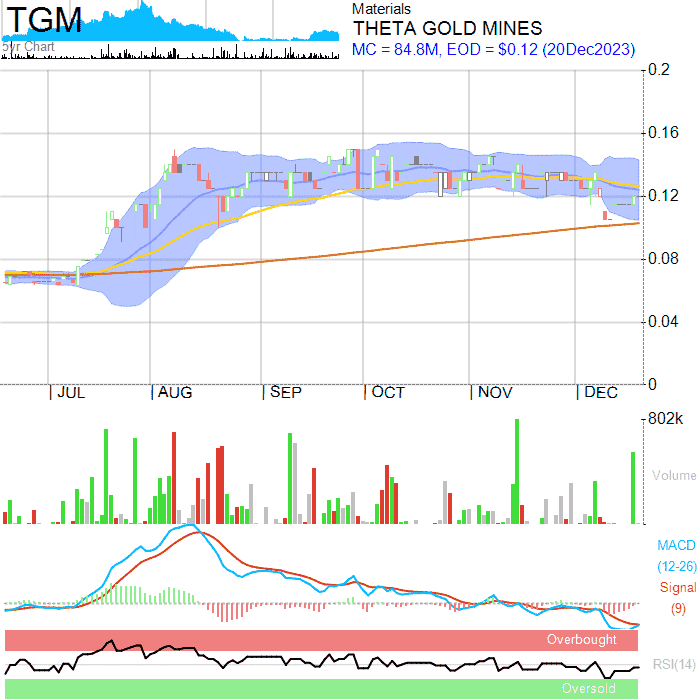 TGM
5yr Chart
Materials
THETA GOLD MINES
MC = 84.8M, EOD = $0.12 (20Dec2023)
0.2
0.16
0.12
0.08
0.04
0
| JUL | AUG | SEP | OCT | NOV | DEC
802k
Volume
MACD
(12-26)
Signal
(9)
Overbought
RSI(14)
Oversold